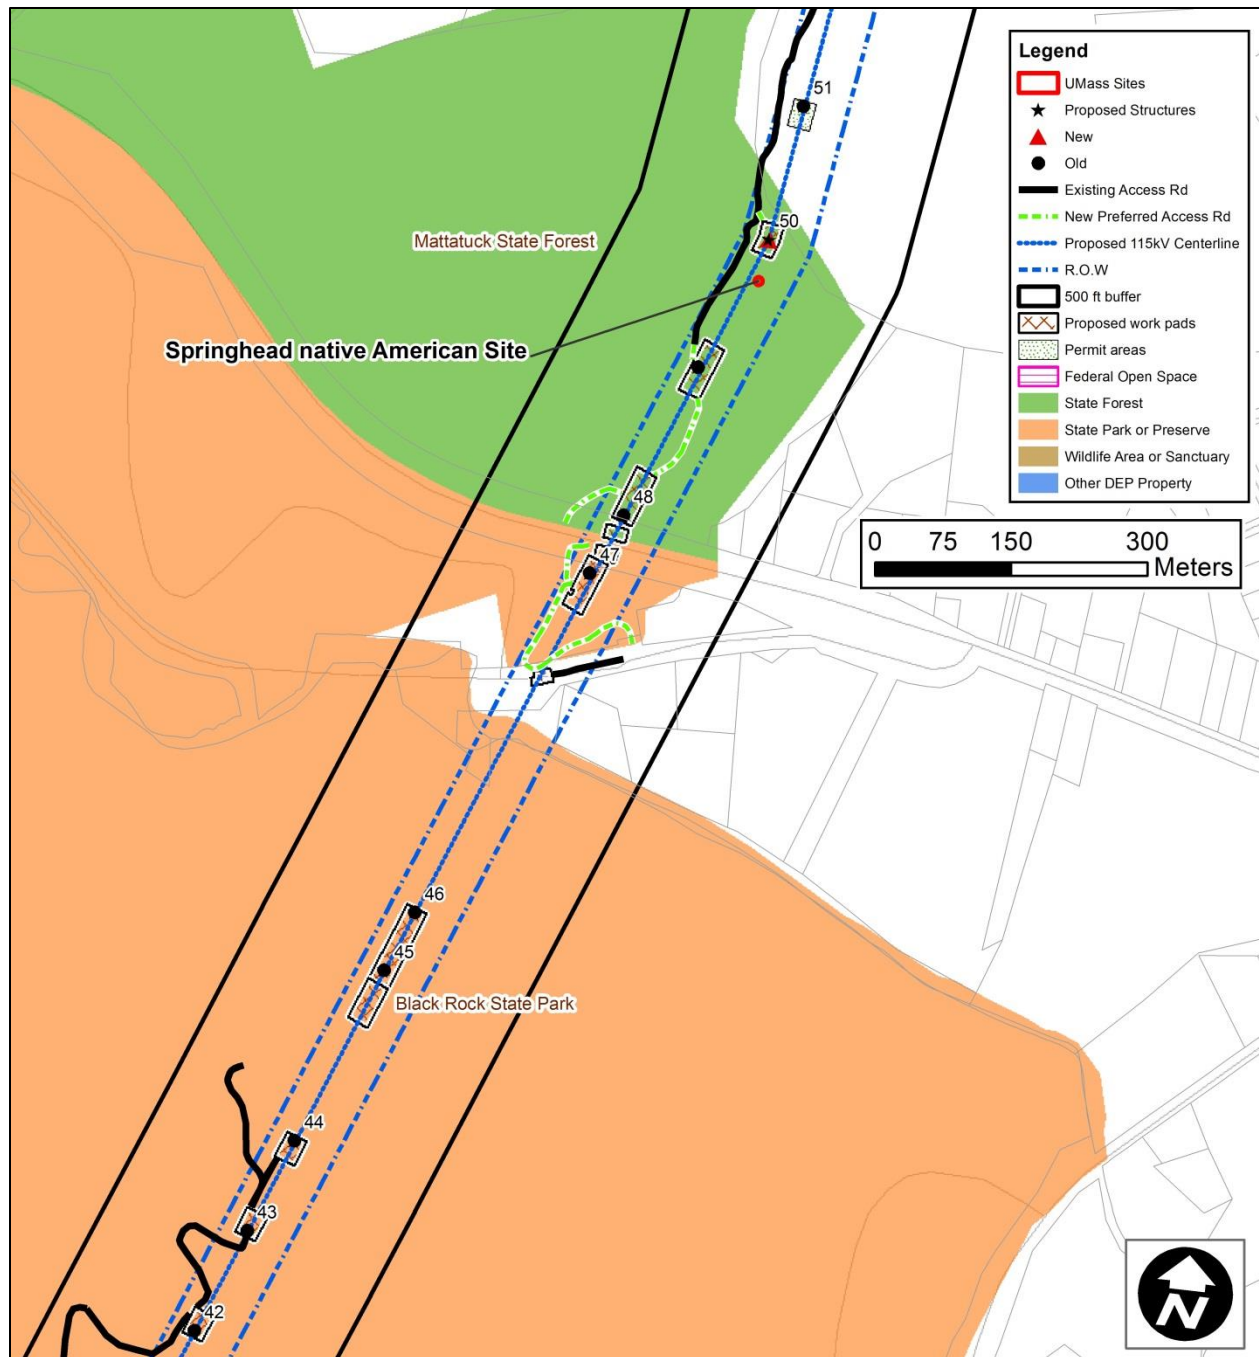 Legend
UMass Sites
Proposed Structures
New
Old
Existing Access Rd
New Preferred Access Rd
Proposed 115kV Centerline
R.O.W
500 ft buffer
Proposed work pads
Permit areas
Federal Open Space
State Forest
State Park or Preserve
Wildlife Area or Sanctuary
Other DEP Property
51
50
Mattatuck State Forest
Springhead native American Site
48
47
0 75 150 300
Meters
46
45
Black Rock State Park
44
43
42
N